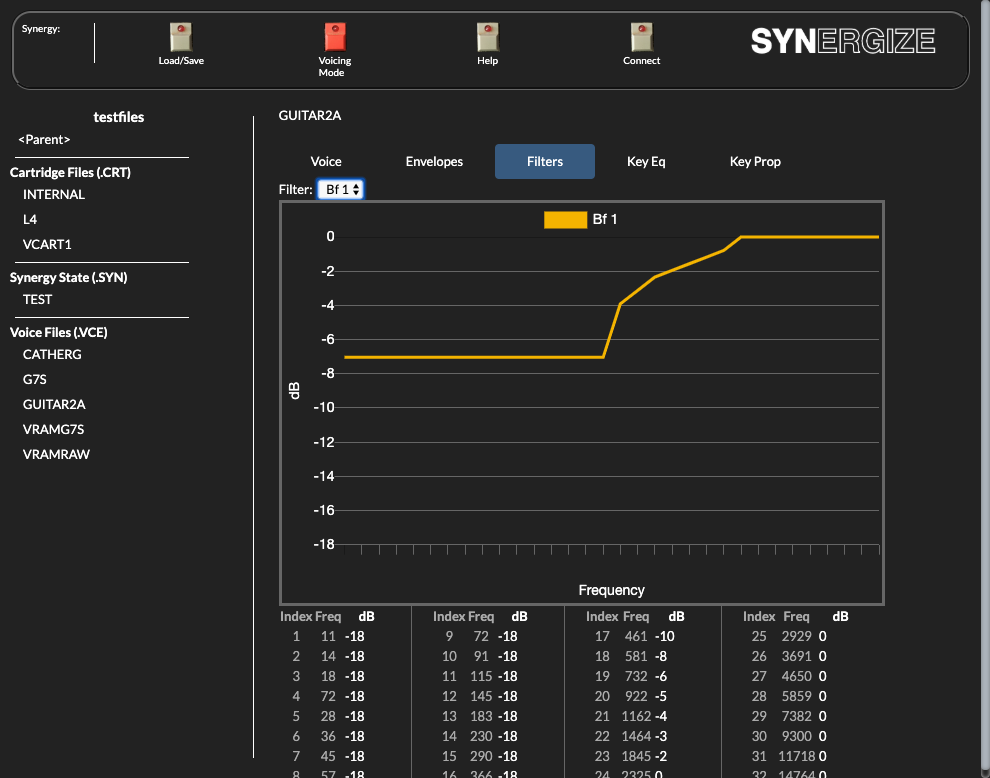 Synergy:
Load/Save
Voicing
Mode
Help
Connect
SYNERGIZE
testfiles
<Parent>
Cartridge Files (.CRT)
INTERNAL
L4
VCART1
Synergy State (.SYN)
TEST
Voice Files (.VCE)
CATHERG
G7S
GUITAR2A
VRAMG7S
VRAMRAW
GUITAR2A
Voice Envelopes Filters Key Eq Key Prop
Filter: Bf 1
Bf 1
0
-2
-4
-6
-8
-10
-12
-14
-16
-18
dB
Frequency
Index Freq dB Index Freq dB Index Freq dB Index Freq dB
1 11 -18 9 72 -18 17 461 -10 25 2929 0
2 14 -18 10 91 -18 18 581 -8 26 3691 0
3 18 -18 11 115 -18 19 732 -6 27 4650 0
4 72 -18 12 145 -18 20 922 -5 28 5859 0
5 28 -18 13 183 -18 21 1162 -4 29 7382 0
6 36 -18 14 230 -18 22 1464 -3 30 9300 0
7 45 -18 15 290 -18 23 1845 -2 31 11718 0
8 57 -18 16 366 -18 24 2325 0 32 14764 0